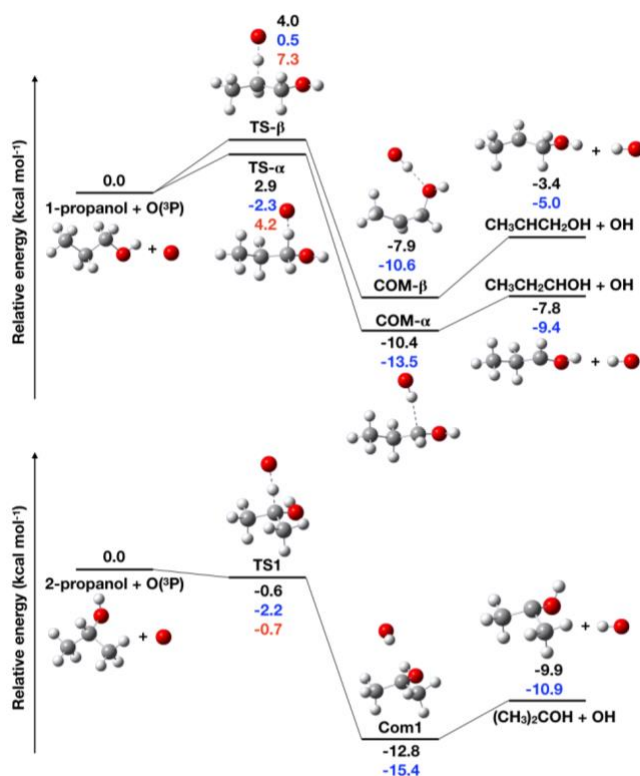 4.0
0.5
7.3
TS-β
TS-α
2.9
-2.3
4.2
0.0
1-propanol + O(³P)
-7.9
-10.6
COM-β
+
-3.4
-5.0
CH₃CHCH₂OH + OH
CH₃CH₂CHOH + OH
-7.8
-9.4
COM-α
-10.4
-13.5
+
+
Relative energy (kcal mol⁻¹)
0.0
2-propanol + O(³P)
+
TS1
-0.6
-2.2
-0.7
Com1
-12.8
-15.4
+
-9.9
-10.9
(CH₃)₂COH + OH
Relative energy (kcal mol⁻¹)